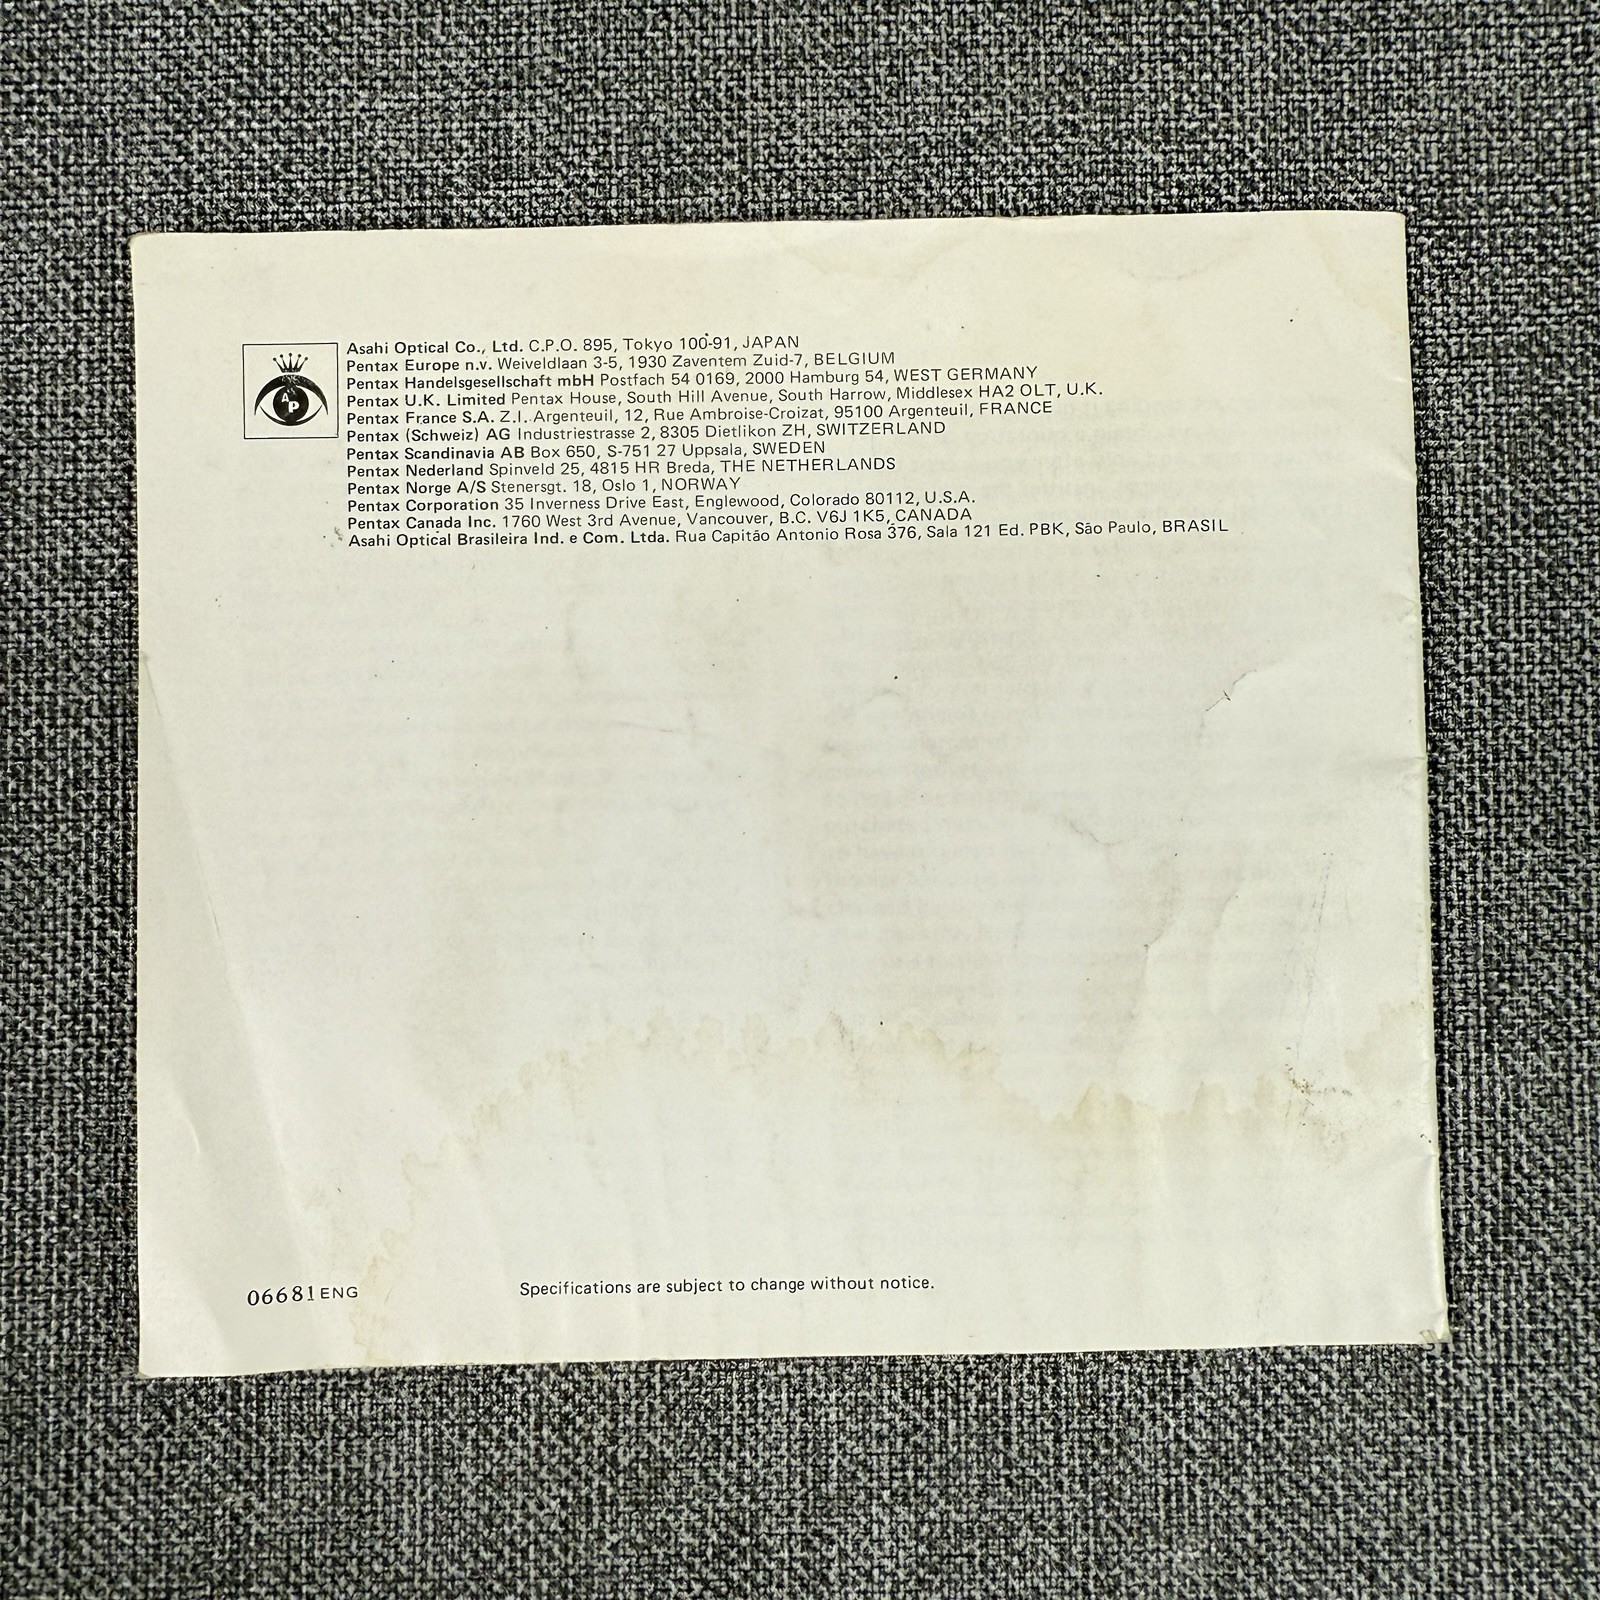 Asahi Optical Co., Ltd. C.P.O. 895, Tokyo 100-91, JAPAN
Pentax Europe n.v. Weiveldlaan 3-5, 1930 Zaventem Zuid-7, BELGIUM
Pentax Handelsgesellschaft mbH Postfach 54 0169, 2000 Hamburg 54, WEST GERMANY
Pentax U.K. Limited Pentax House, South Hill Avenue, South Harrow, Middlesex HA2 OLT, U.K.
Pentax France S.A. Z.I. Argenteuil, 12, Rue Ambroise-Croizat, 95100 Argenteuil, FRANCE
Pentax (Schweiz) AG Industriestrasse 2, 8305 Dietlikon ZH, SWITZERLAND
Pentax Scandinavia AB Box 650, S-751 27 Uppsala, SWEDEN
Pentax Nederland Spinveld 25, 4815 HR Breda, THE NETHERLANDS
Pentax Norge A/S Stenersgt. 18, Oslo 1, NORWAY
Pentax Corporation 35 Inverness Drive East, Englewood, Colorado 80112, U.S.A.
Pentax Canada Inc. 1760 West 3rd Avenue, Vancouver, B.C. V6J 1K5, CANADA
Asahi Optical Brasileira Ind. e Com. Ltda. Rua Capitão Antonio Rosa 376, Sala 121 Ed. PBK, São Paulo, BRASIL
06681 ENG
Specifications are subject to change without notice.